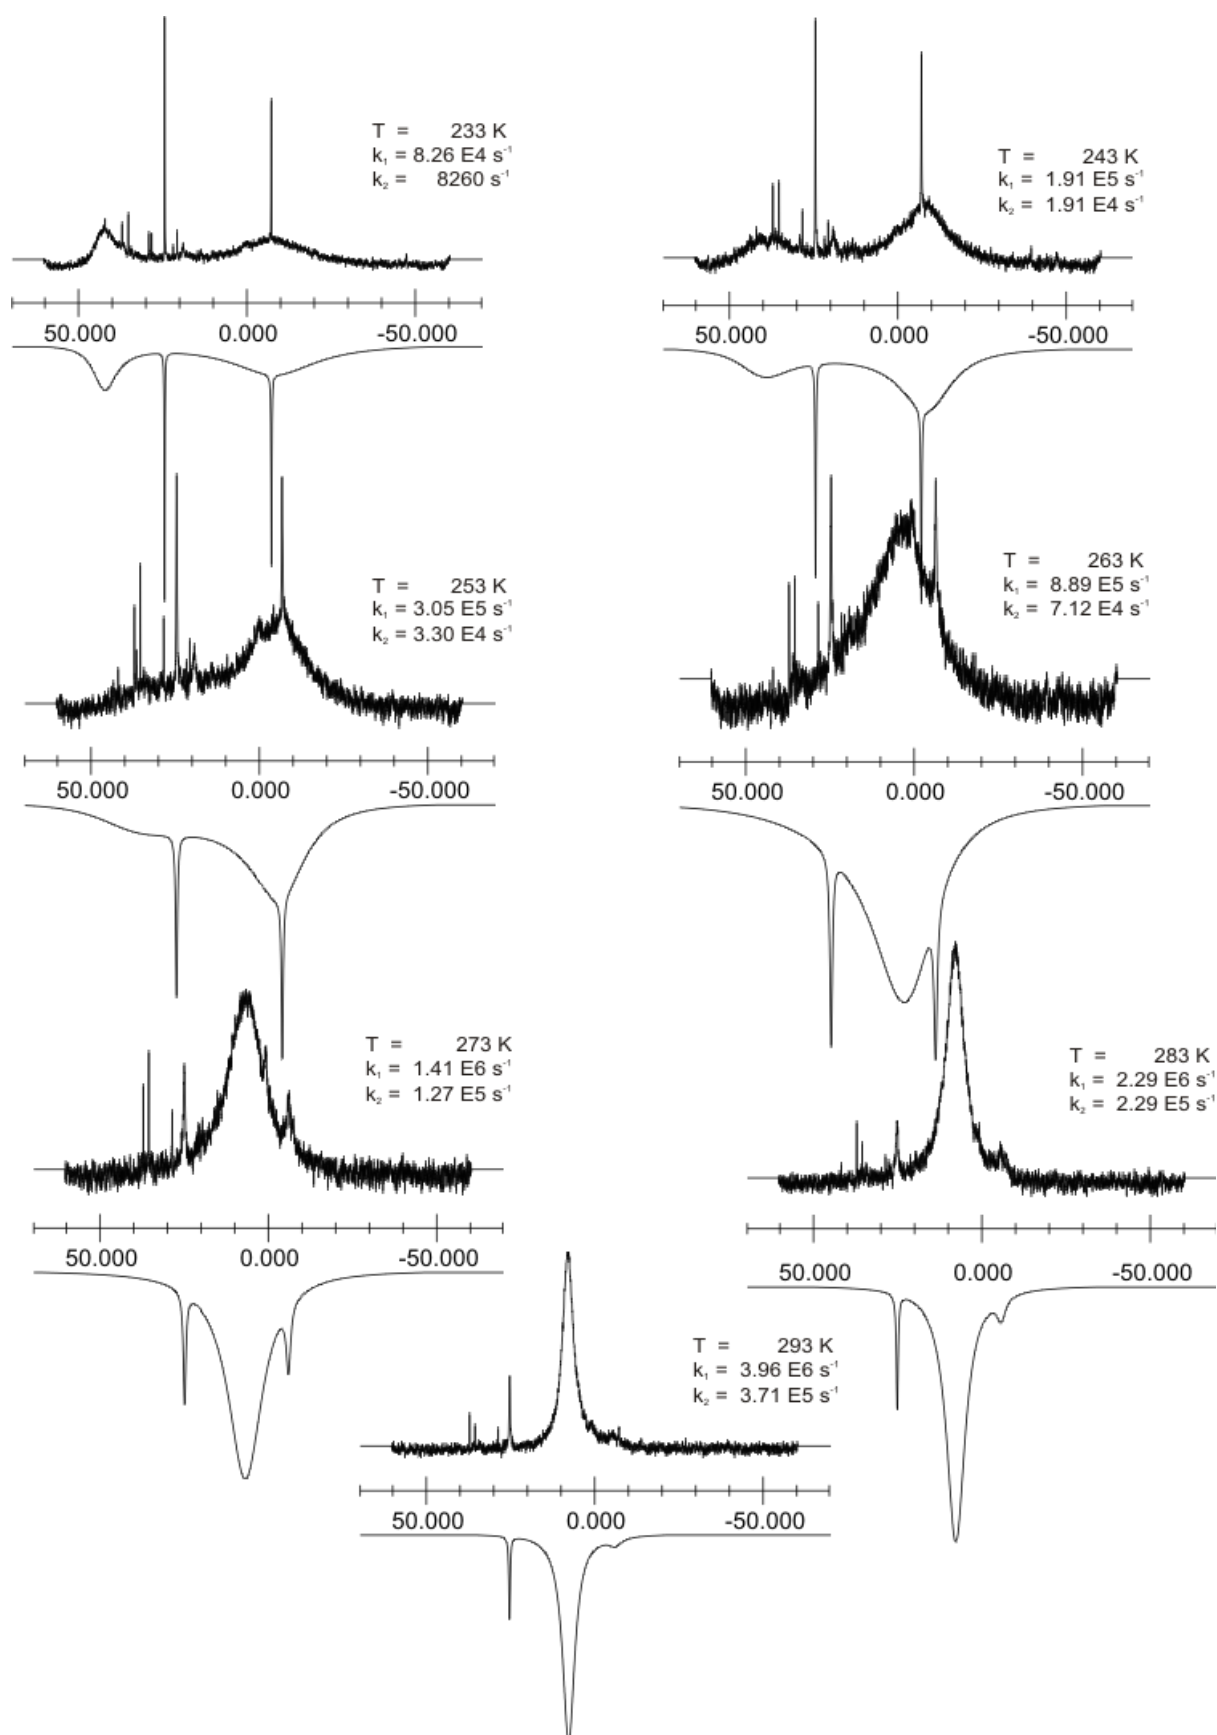 T = 233 K
k₁ = 8.26 E4 s⁻¹
k₂ = 8260 s⁻¹
50.000 0.000 -50.000
T = 243 K
k₁ = 1.91 E5 s⁻¹
k₂ = 1.91 E4 s⁻¹
50.000 0.000 -50.000
T = 253 K
k₁ = 3.05 E5 s⁻¹
k₂ = 3.30 E4 s⁻¹
50.000 0.000 -50.000
T = 263 K
k₁ = 8.89 E5 s⁻¹
k₂ = 7.12 E4 s⁻¹
50.000 0.000 -50.000
T = 273 K
k₁ = 1.41 E6 s⁻¹
k₂ = 1.27 E5 s⁻¹
50.000 0.000 -50.000
T = 283 K
k₁ = 2.29 E6 s⁻¹
k₂ = 2.29 E5 s⁻¹
50.000 0.000 -50.000
T = 293 K
k₁ = 3.96 E6 s⁻¹
k₂ = 3.71 E5 s⁻¹
50.000 0.000 -50.000